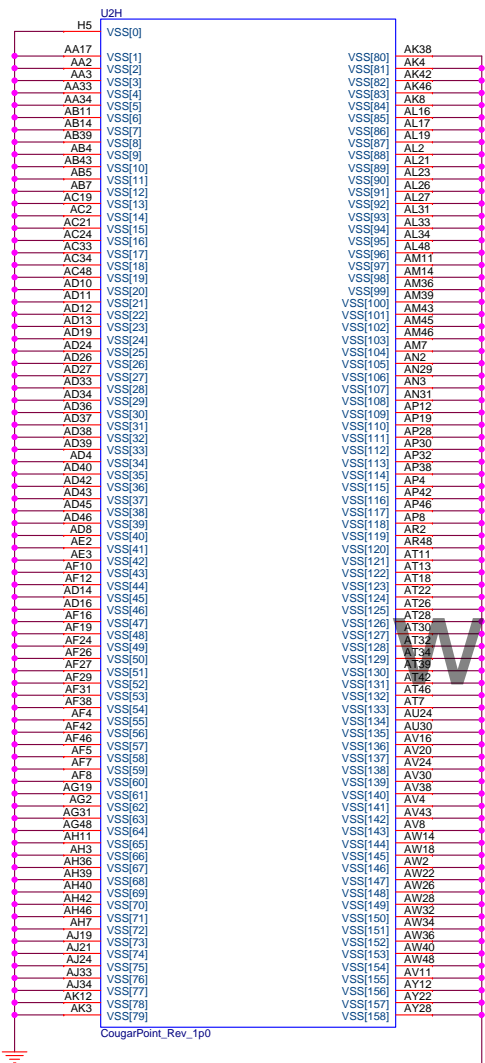 U2H
H5 VSS[0]
AA17 VSS[1] VSS[80] AK38
AA2 VSS[2] VSS[81] AK4
AA3 VSS[3] VSS[82] AK42
AA33 VSS[4] VSS[83] AK46
AA34 VSS[5] VSS[84] AK8
AB11 VSS[6] VSS[85] AL16
AB14 VSS[7] VSS[86] AL17
AB39 VSS[8] VSS[87] AL19
AB4 VSS[9] VSS[88] AL2
AB43 VSS[10] VSS[89] AL21
AB5 VSS[11] VSS[90] AL23
AB7 VSS[12] VSS[91] AL26
AC19 VSS[13] VSS[92] AL27
AC2 VSS[14] VSS[93] AL31
AC21 VSS[15] VSS[94] AL33
AC24 VSS[16] VSS[95] AL34
AC33 VSS[17] VSS[96] AL48
AC34 VSS[18] VSS[97] AM11
AC48 VSS[19] VSS[98] AM14
AD10 VSS[20] VSS[99] AM36
AD11 VSS[21] VSS[100] AM39
AD12 VSS[22] VSS[101] AM43
AD13 VSS[23] VSS[102] AM45
AD19 VSS[24] VSS[103] AM46
AD24 VSS[25] VSS[104] AM7
AD26 VSS[26] VSS[105] AN2
AD27 VSS[27] VSS[106] AN29
AD33 VSS[28] VSS[107] AN3
AD34 VSS[29] VSS[108] AN31
AD36 VSS[30] VSS[109] AP12
AD37 VSS[31] VSS[110] AP19
AD38 VSS[32] VSS[111] AP28
AD39 VSS[33] VSS[112] AP30
AD4 VSS[34] VSS[113] AP32
AD40 VSS[35] VSS[114] AP38
AD42 VSS[36] VSS[115] AP4
AD43 VSS[37] VSS[116] AP42
AD45 VSS[38] VSS[117] AP46
AD46 VSS[39] VSS[118] AP8
AD8 VSS[40] VSS[119] AR2
AE2 VSS[41] VSS[120] AR48
AE3 VSS[42] VSS[121] AT11
AF10 VSS[43] VSS[122] AT13
AF12 VSS[44] VSS[123] AT18
AD14 VSS[45] VSS[124] AT22
AD16 VSS[46] VSS[125] AT26
AF16 VSS[47] VSS[126] AT28
AF19 VSS[48] VSS[127] AT30
AF24 VSS[49] VSS[128] AT32
AF26 VSS[50] VSS[129] AT34
AF27 VSS[51] VSS[130] AT39
AF29 VSS[52] VSS[131] AT42
AF31 VSS[53] VSS[132] AT46
AF38 VSS[54] VSS[133] AT7
AF4 VSS[55] VSS[134] AU24
AF42 VSS[56] VSS[135] AU30
AF46 VSS[57] VSS[136] AV16
AF5 VSS[58] VSS[137] AV20
AF7 VSS[59] VSS[138] AV24
AF8 VSS[60] VSS[139] AV30
AG19 VSS[61] VSS[140] AV38
AG2 VSS[62] VSS[141] AV4
AG31 VSS[63] VSS[142] AV43
AG48 VSS[64] VSS[143] AV8
AH11 VSS[65] VSS[144] AW14
AH3 VSS[66] VSS[145] AW18
AH36 VSS[67] VSS[146] AW2
AH39 VSS[68] VSS[147] AW22
AH40 VSS[69] VSS[148] AW26
AH42 VSS[70] VSS[149] AW28
AH46 VSS[71] VSS[150] AW32
AH7 VSS[72] VSS[151] AW34
AJ19 VSS[73] VSS[152] AW36
AJ21 VSS[74] VSS[153] AW40
AJ24 VSS[75] VSS[154] AW48
AJ33 VSS[76] VSS[155] AV11
AJ34 VSS[77] VSS[156] AY12
AK12 VSS[78] VSS[157] AY22
AK3 VSS[79] VSS[158] AY28
CougarPoint_Rev_1p0
W